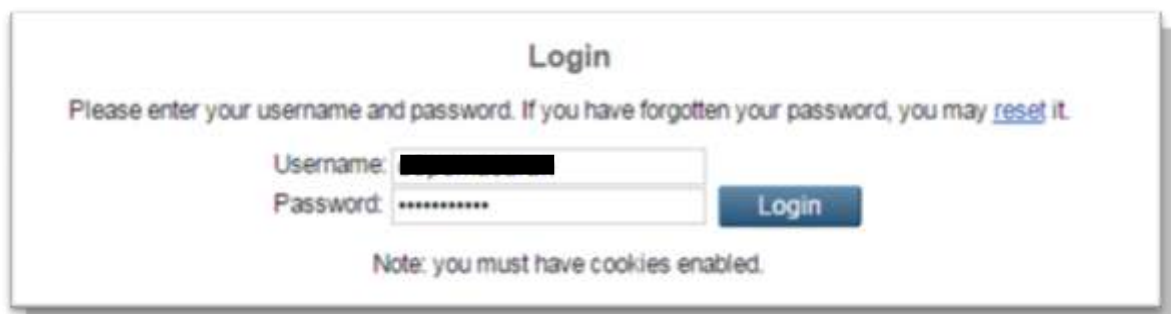 Login
Please enter your username and password. If you have forgotten your password, you may reset it.
Username:
Password: •••••••••••
Login
Note: you must have cookies enabled.